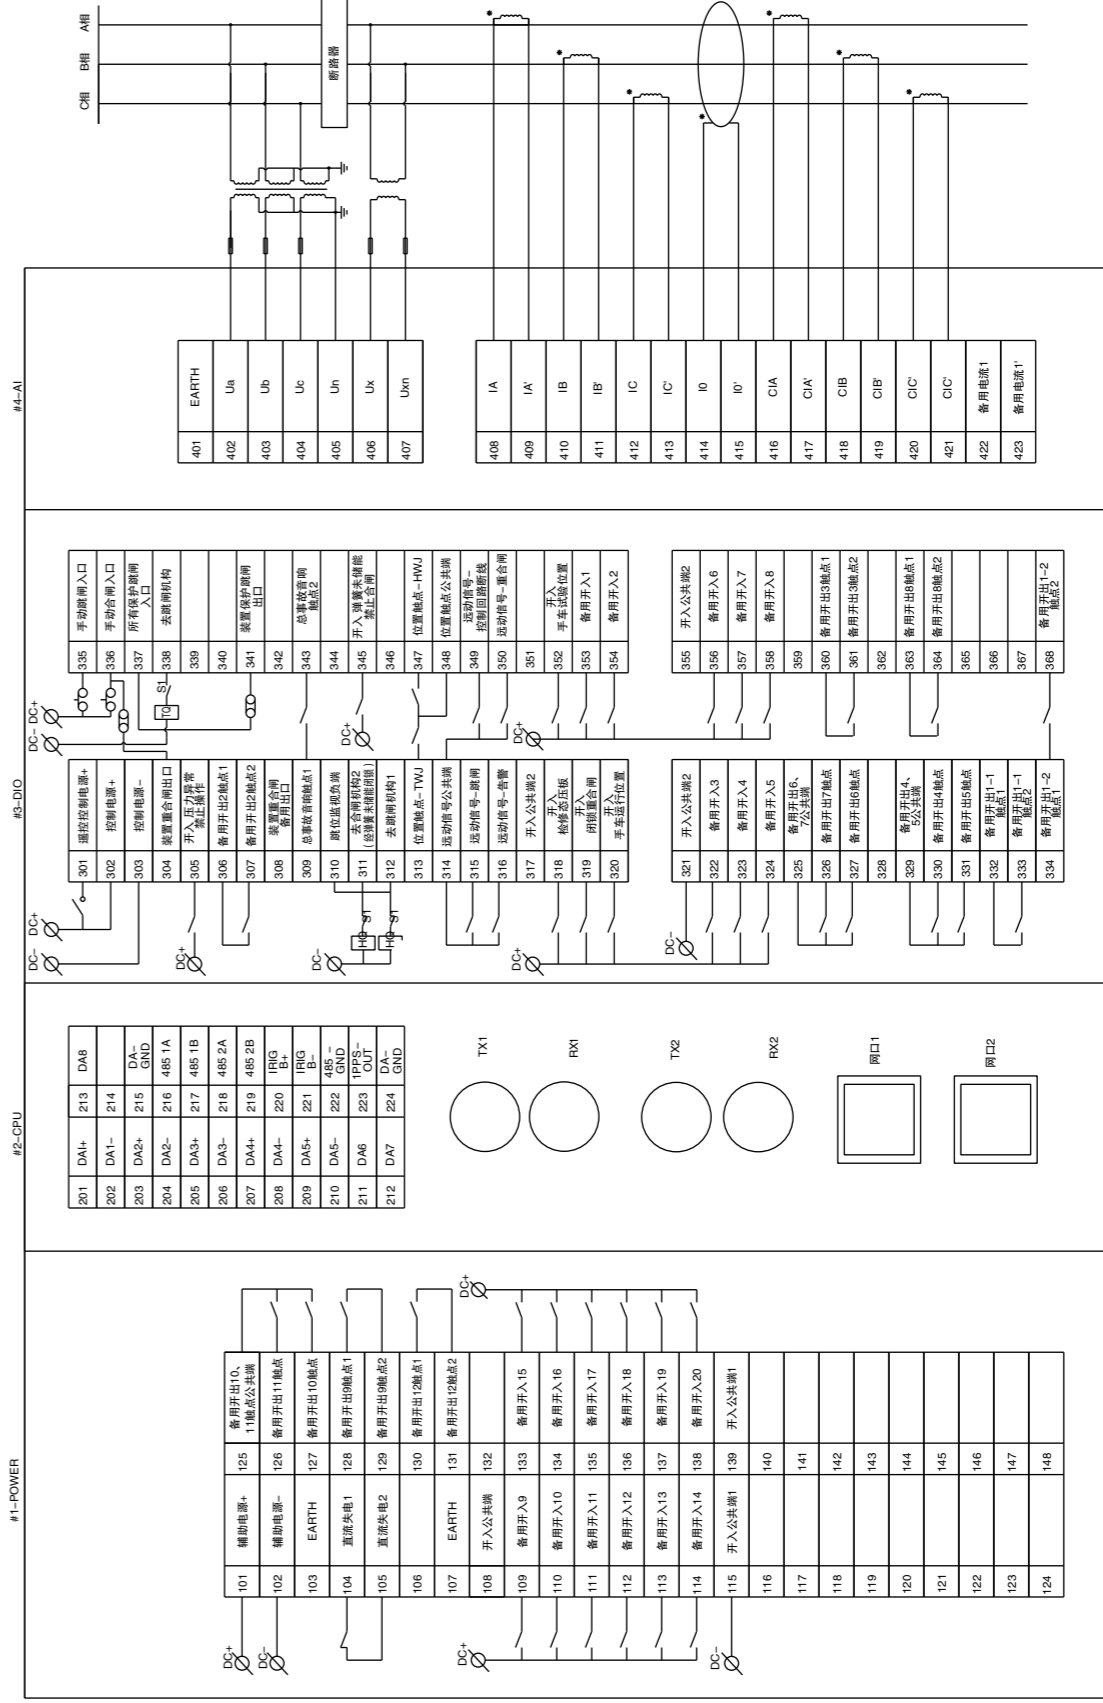 #1-POWER
DC+ 101 辅助电源+ 125 备用开出10、
11触点公共端
DC- 102 辅助电源- 126 备用开出11触点
103 EARTH 127 备用开出10触点
104 直流失电1 128 备用开出9触点1
105 直流失电2 129 备用开出9触点2
106 130 备用开出12触点1
107 EARTH 131 备用开出12触点2
DC+ 108 开入公共端 132 DC+
109 备用开入9 133 备用开入15
110 备用开入10 134 备用开入16
111 备用开入11 135 备用开入17
112 备用开入12 136 备用开入18
113 备用开入13 137 备用开入19
114 备用开入14 138 备用开入20
DC- 115 开入公共端1 139 开入公共端1
116 140
117 141
118 142
119 143
120 144
121 145
122 146
123 147
124 148
#2-CPU
201 DAI+ 213 DA8
202 DA1- 214
203 DA2+ 215 DA-
GND
204 DA2- 216 485 1A
205 DA3+ 217 485 1B
206 DA3- 218 485 2A
207 DA4+ 219 485 2B
208 DA4- 220 IRIG
B+
209 DA5+ 221 IRIG
B-
210 DA5- 222 485 -
GND
211 DA6 223 1PPS-
OUT
212 DA7 224 DA-
GND
TX1
RX1
TX2
RX2
网口1
网口2
#3-DIO
DC- DC+
301 遥控控制电源+
302 控制电源+
303 控制电源-
304 装置重合闸出口
DC+ 305 开入压力异常
禁止操作
306 备用开出2触点1
307 备用开出2触点2
308 装置重合闸
备用出口
309 总事故音响触点1
310 跳位监视负端
DC- HQ S1 311 去合闸机构2
(经弹簧未储能闭锁)
HQ S1 312 去跳闸机构1
313 位置触点-TWJ
314 远动信号公共端
315 远动信号-跳闸
316 远动信号-告警
DC+ 317 开入公共端2
318 开入
检修态压板
319 开入
闭锁重合闸
320 开入
手车运行位置
DC- 321 开入公共端2
322 备用开入3
323 备用开入4
324 备用开入5
325 备用开出6、
7公共端
326 备用开出7触点
327 备用开出6触点
328
329 备用开出4、
5公共端
330 备用开出4触点
331 备用开出5触点
332 备用开出1-1
触点1
333 备用开出1-1
触点2
334 备用开出1-2
触点1
DC- DC+
335 手动跳闸入口
336 手动合闸入口
337 所有保护跳闸
入口
TQ S1 338 去跳闸机构
339
340
341 装置保护跳闸
出口
342
343 总事故音响
触点2
344
DC+ 345 开入弹簧未储能
禁止合闸
346
347 位置触点-HWJ
348 位置触点公共端
349 远动信号-
控制回路断线
350 远动信号-重合闸
DC+ 351
352 开入
手车试验位置
353 备用开入1
354 备用开入2
355 开入公共端2
356 备用开入6
357 备用开入7
358 备用开入8
359
360 备用开出3触点1
361 备用开出3触点2
362
363 备用开出8触点1
364 备用开出8触点2
365
366
367
368 备用开出1-2
触点2
#4-AI
401 EARTH
402 Ua
403 Ub
404 Uc
405 Un
406 Ux
407 Uxn
408 IA
409 IA'
410 IB
411 IB'
412 IC
413 IC'
414 I0
415 I0'
416 CIA
417 CIA'
418 CIB
419 CIB'
420 CIC'
421 CIC'
422 备用电流1
423 备用电流1'
断路器
A相
B相
C相